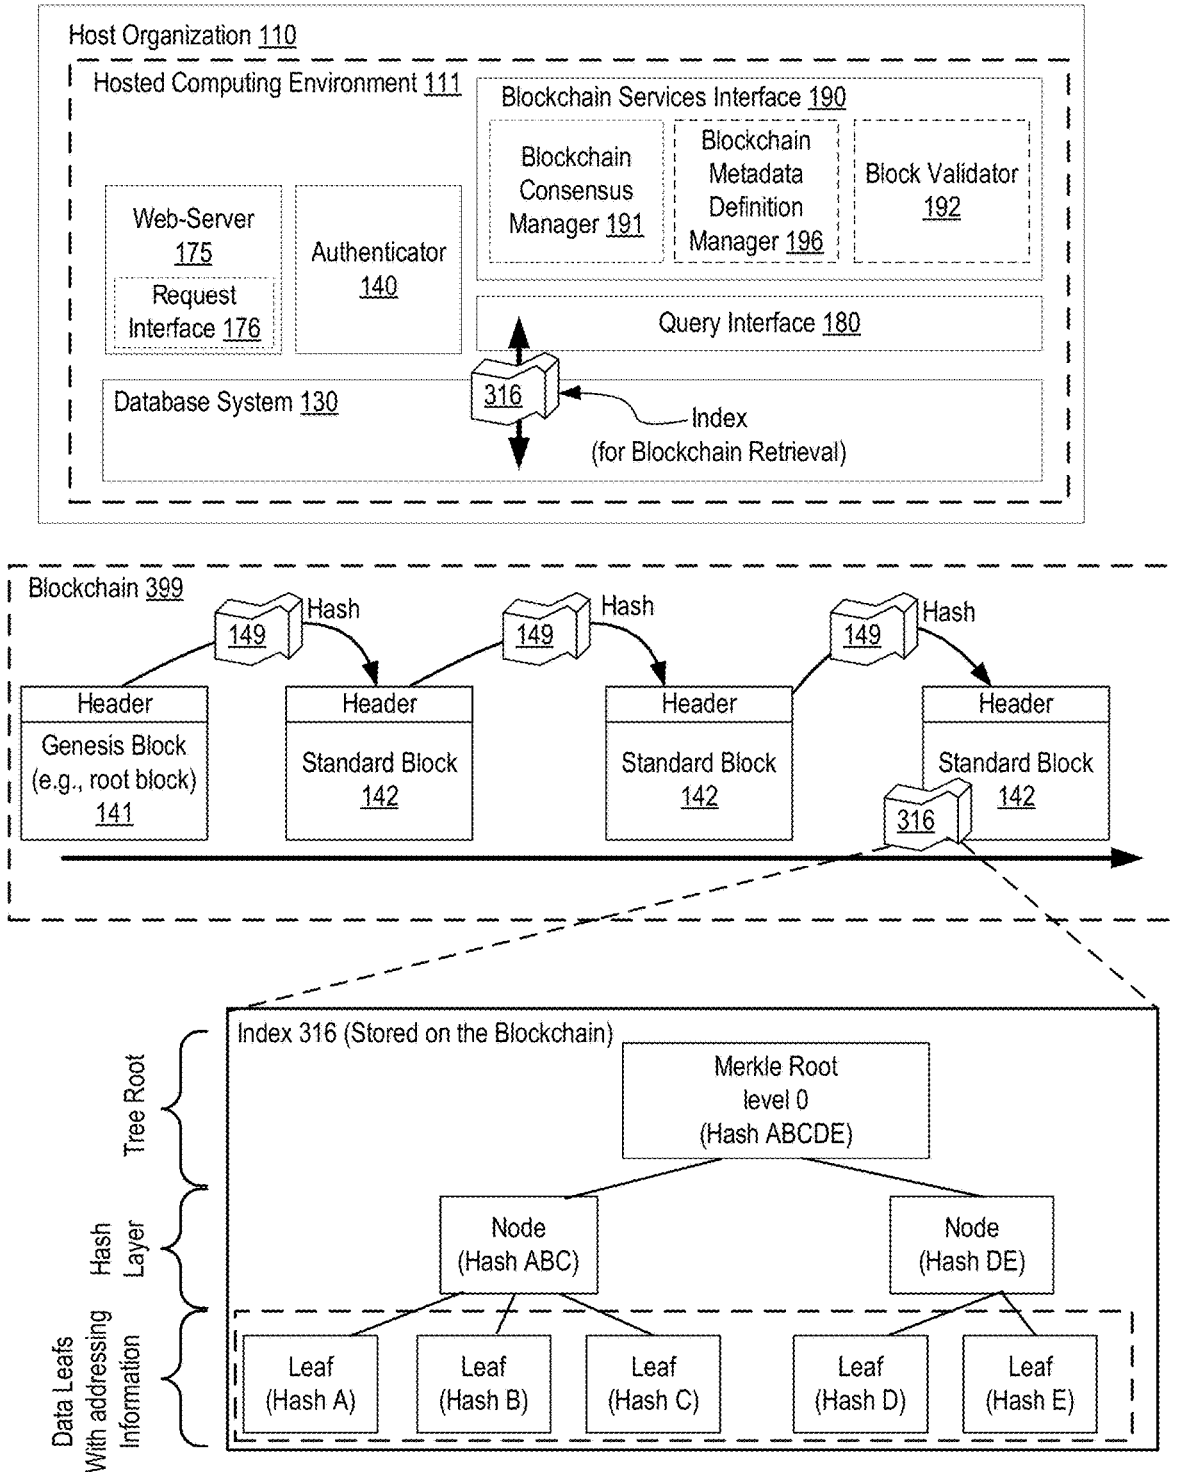 Host Organization 110
Hosted Computing Environment 111
Blockchain Services Interface 190
Blockchain
Consensus
Manager 191
Blockchain
Metadata
Definition
Manager 196
Block Validator
192
Web-Server
175
Request
Interface 176
Authenticator
140
Query Interface 180
Database System 130
316
Index
(for Blockchain Retrieval)
Blockchain 399
149
Hash
149
Hash
149
Hash
Header
Genesis Block
(e.g., root block)
141
Header
Standard Block
142
Header
Standard Block
142
Header
Standard Block
142
316
Index 316 (Stored on the Blockchain)
Tree Root
Merkle Root
level 0
(Hash ABCDE)
Hash
Layer
Node
(Hash ABC)
Node
(Hash DE)
Data Leafs
With addressing
Information
Leaf
(Hash A)
Leaf
(Hash B)
Leaf
(Hash C)
Leaf
(Hash D)
Leaf
(Hash E)